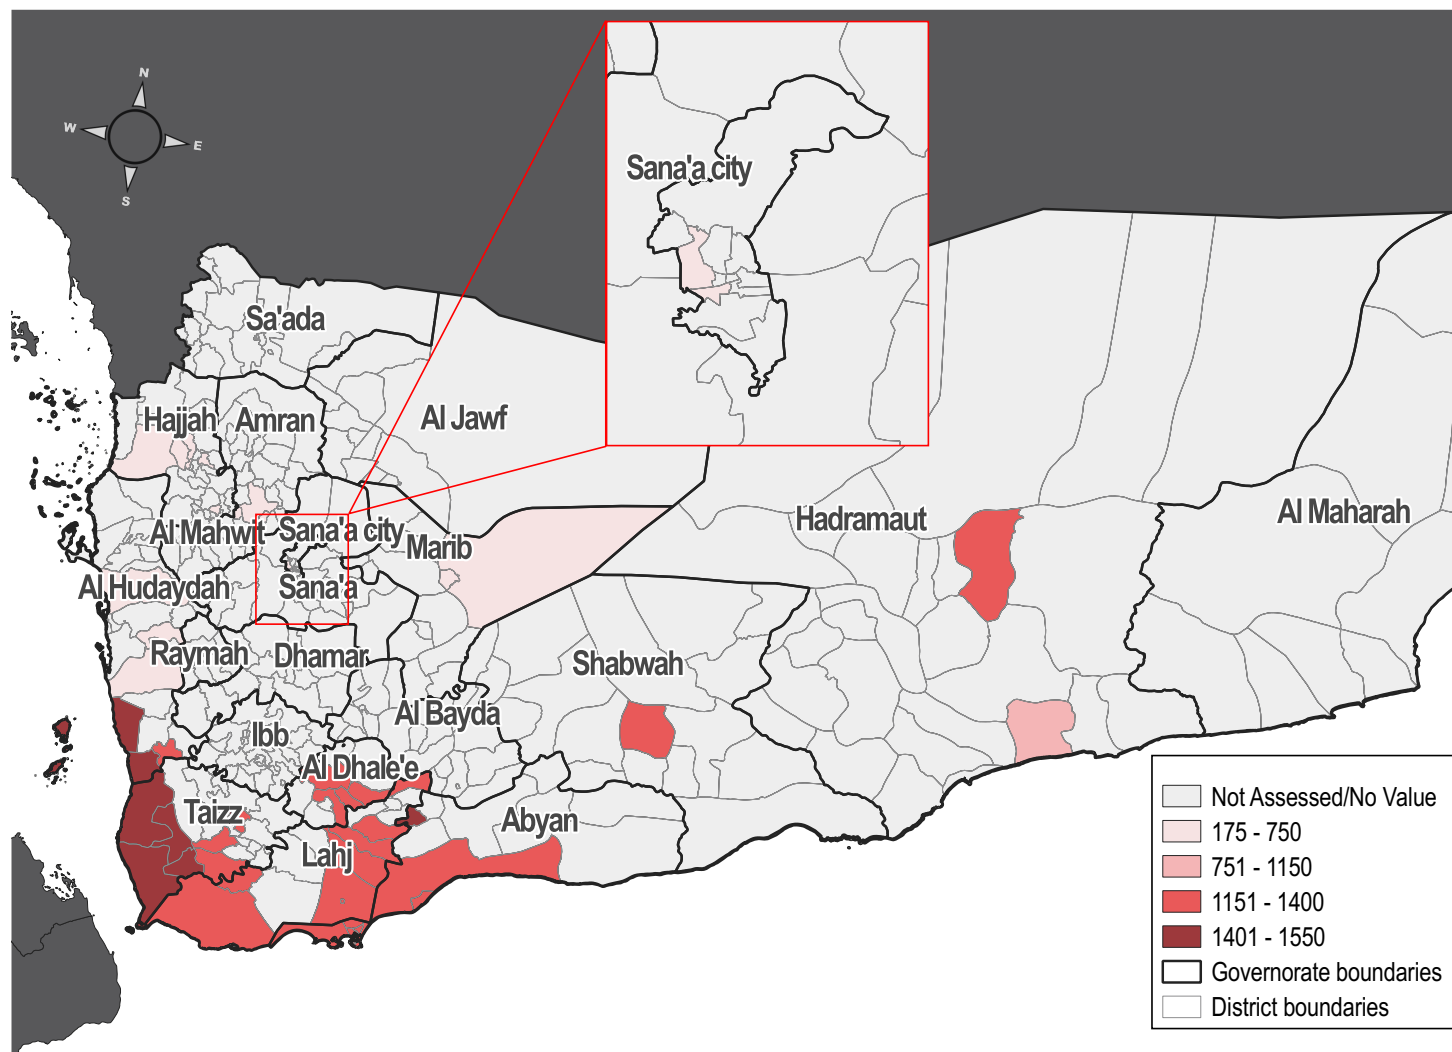 N
W
E
S
Sana'a city
Sa'ada
Hajjah
Amran
Al Jawf
Al Mahwit
Sana'a city
Marib
Hadramaut
Al Maharah
Al Hudaydah
Sana'a
Raymah
Dhamar
Shabwah
Al Bayda
Ibb
Al Dhale'e
Taizz
Abyan
Lahj
Not Assessed/No Value
175 - 750
751 - 1150
1151 - 1400
1401 - 1550
Governorate boundaries
District boundaries